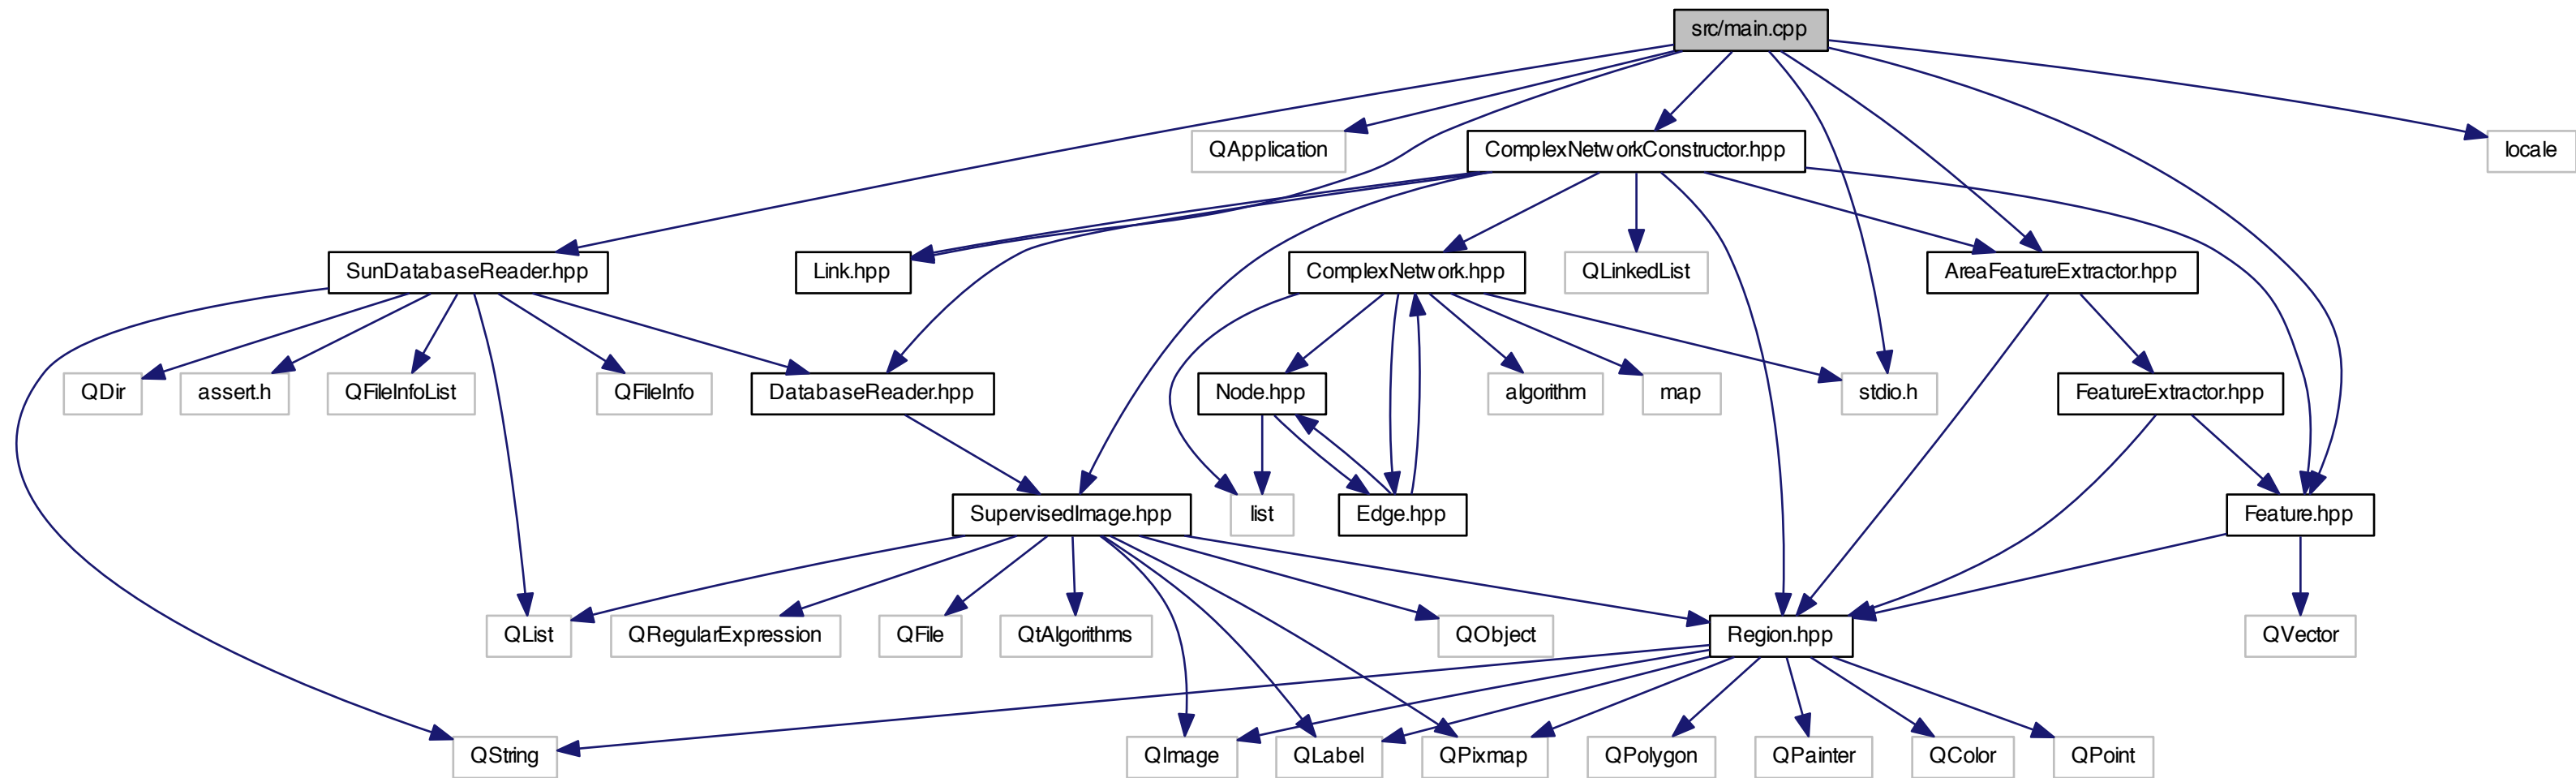 src/main.cpp
QApplication
ComplexNetworkConstructor.hpp
locale
SunDatabaseReader.hpp
Link.hpp
ComplexNetwork.hpp
QLinkedList
AreaFeatureExtractor.hpp
QDir
assert.h
QFileInfoList
QFileInfo
DatabaseReader.hpp
Node.hpp
algorithm
map
stdio.h
FeatureExtractor.hpp
SupervisedImage.hpp
list
Edge.hpp
Feature.hpp
QList
QRegularExpression
QFile
QtAlgorithms
QObject
Region.hpp
QVector
QString
QImage
QLabel
QPixmap
QPolygon
QPainter
QColor
QPoint